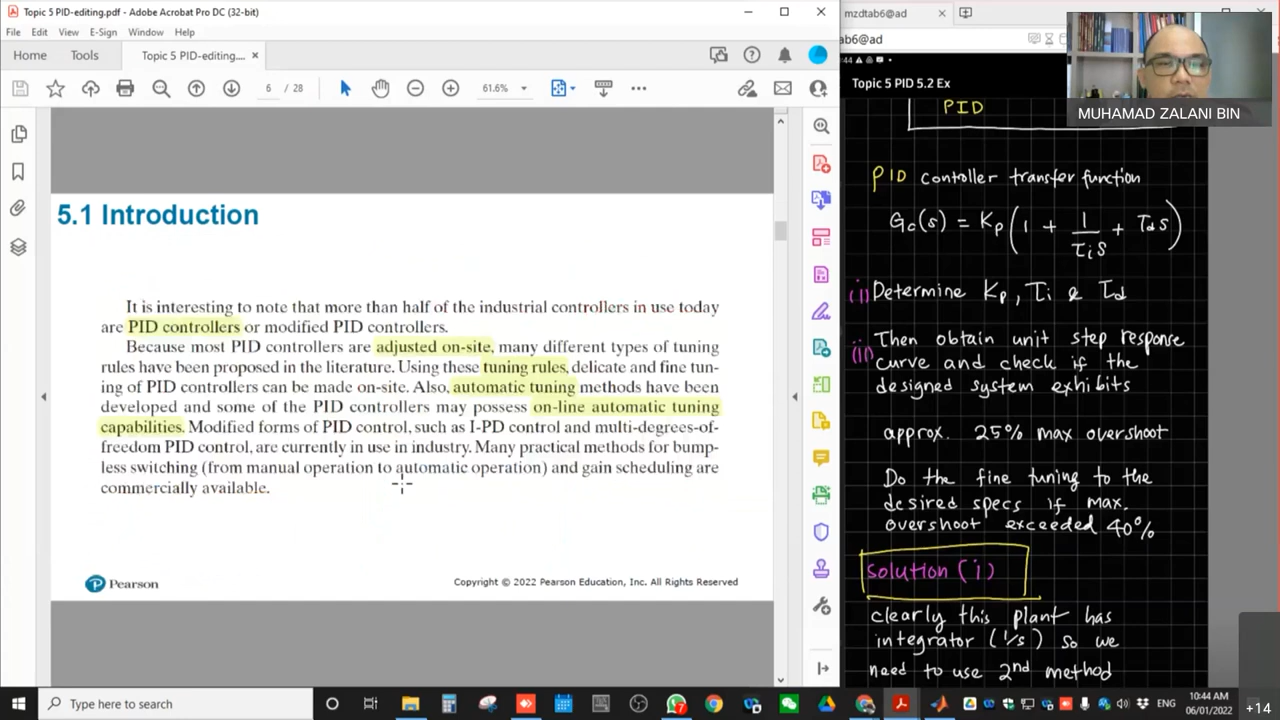 Topic 5 PID-editing.pdf - Adobe Acrobat Pro DC (32-bit)
File Edit View E-Sign Window Help
Home Tools Topic 5 PID-editing.... ×
6 / 28 61.6%
5.1 Introduction
It is interesting to note that more than half of the industrial controllers in use today
are PID controllers or modified PID controllers.
Because most PID controllers are adjusted on-site, many different types of tuning
rules have been proposed in the literature. Using these tuning rules, delicate and fine tun-
ing of PID controllers can be made on-site. Also, automatic tuning methods have been
developed and some of the PID controllers may possess on-line automatic tuning
capabilities. Modified forms of PID control, such as I-PD control and multi-degrees-of-
freedom PID control, are currently in use in industry. Many practical methods for bump-
less switching (from manual operation to automatic operation) and gain scheduling are
commercially available.
Pearson
Copyright © 2022 Pearson Education, Inc. All Rights Reserved
mzdtab6@ad
ab6@ad
:44
Topic 5 PID 5.2 Ex
MUHAMAD ZALANI BIN
PID
PID controller transfer function
Gc(s) = Kp(1 + 1/τis + τds)
(i) Determine Kp, τi & τd
(ii) Then obtain unit step response
curve and check if the
designed system exhibits
approx. 25% max overshoot
Do the fine tuning to the
desired specs if max.
overshoot exceeded 40%
solution (i)
clearly this plant has
integrator (1/s) so we
need to use 2nd method
Type here to search
ENG
10:44 AM
06/01/2022
+14